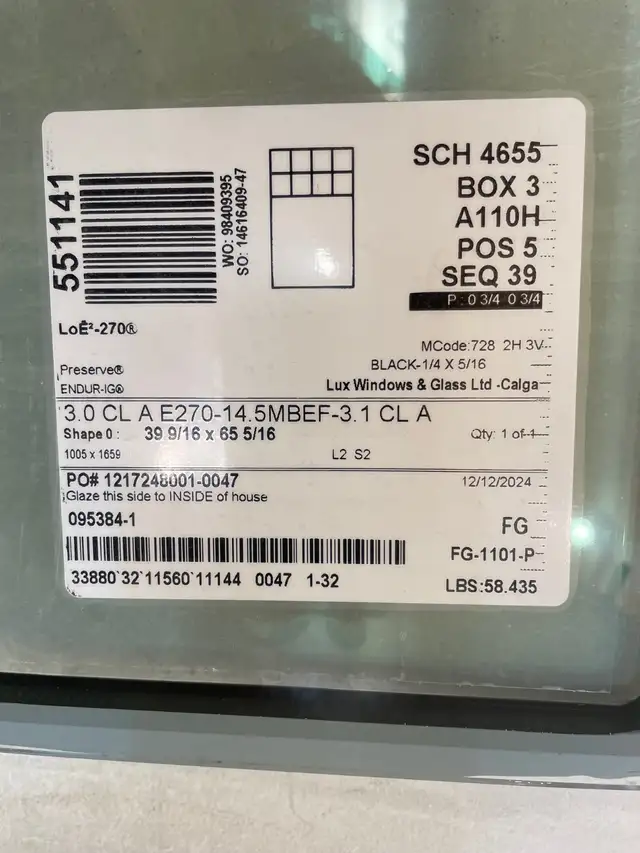 551141
WO: 98409395
SO: 14616409-47
SCH 4655
BOX 3
A110H
POS 5
SEQ 39
P: 0 3/4 0 3/4
LoĒ²-270®
MCode:728 2H 3V
Preserve®
BLACK-1/4 X 5/16
ENDUR-IG®
Lux Windows & Glass Ltd -Calga
3.0 CL A E270-14.5MBEF-3.1 CL A
Shape 0 : 39 9/16 x 65 5/16
Qty: 1 of 1
1005 x 1659
L2 S2
PO# 1217248001-0047
12/12/2024
Glaze this side to INSIDE of house
095384-1
FG
FG-1101-P
33880 32 11560 11144 0047 1-32
LBS:58.435